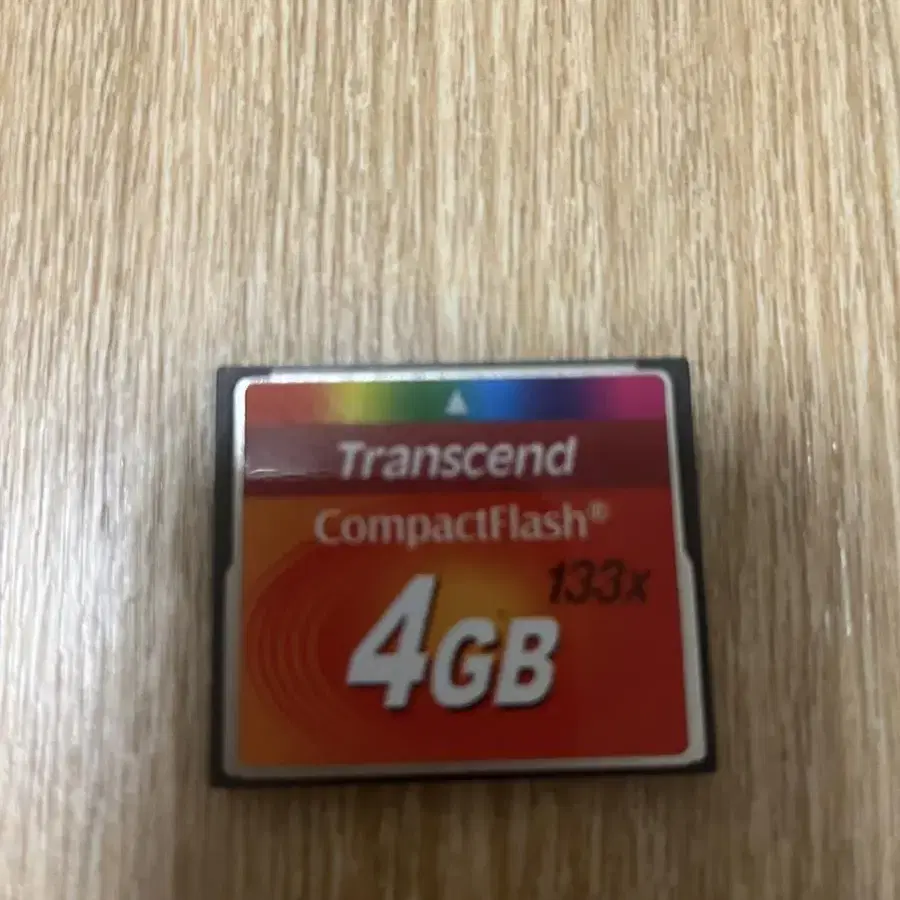 Transcend
CompactFlash®
133x
4GB